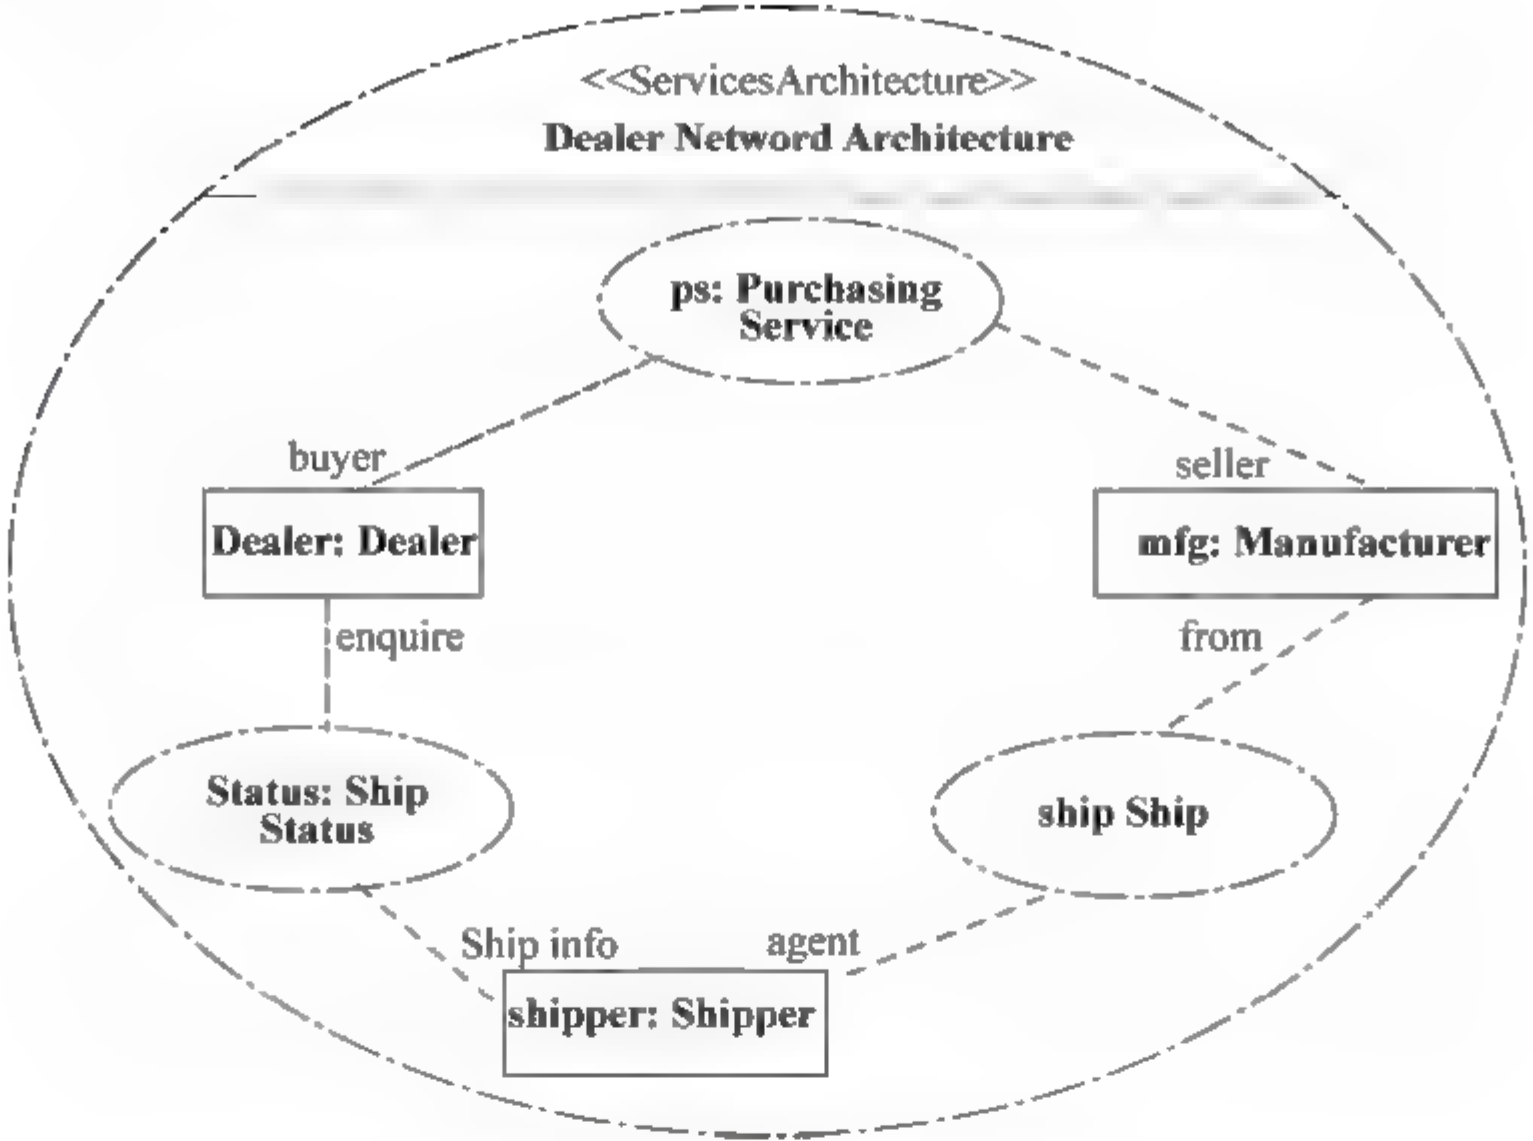 <<ServicesArchitecture>>
Dealer Netword Architecture
ps: Purchasing
Service
buyer
seller
Dealer: Dealer
mfg: Manufacturer
enquire
from
Status: Ship
Status
ship Ship
Ship info
agent
shipper: Shipper